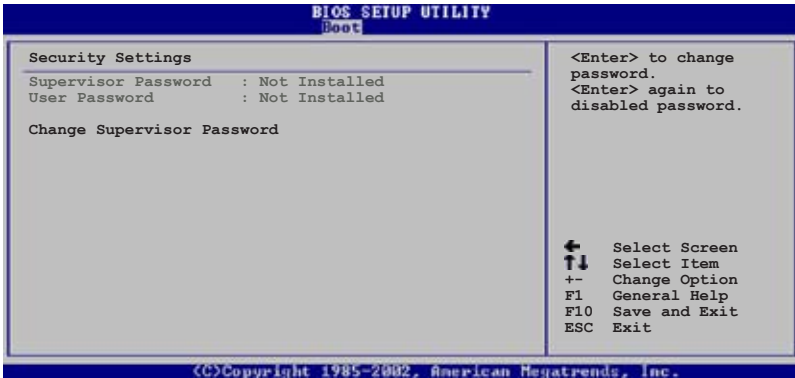 BIOS SETUP UTILITY
Boot
Security Settings
Supervisor Password : Not Installed
User Password : Not Installed
Change Supervisor Password
<Enter> to change
password.
<Enter> again to
disabled password.
← Select Screen
↑↓ Select Item
+- Change Option
F1 General Help
F10 Save and Exit
ESC Exit
(C)Copyright 1985-2002, American Megatrends, Inc.